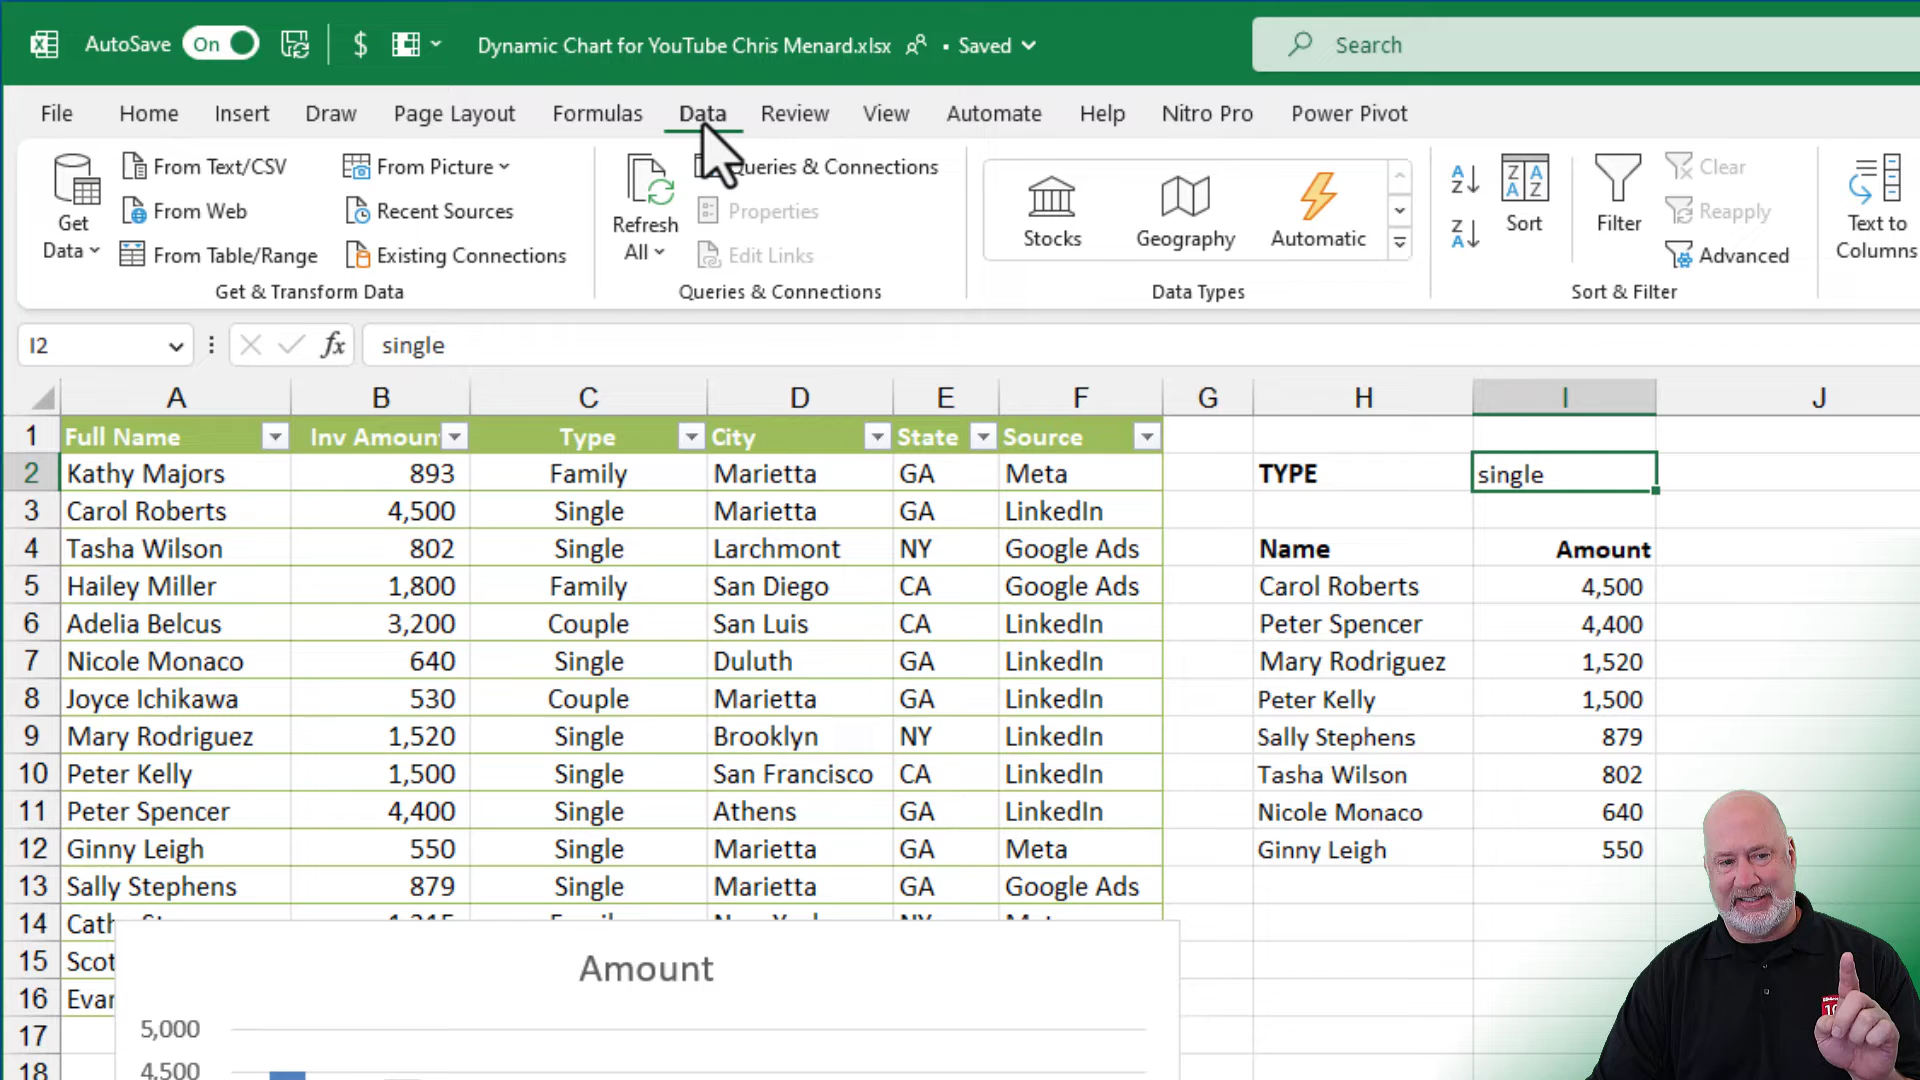 AutoSave On $ Dynamic Chart for YouTube Chris Menard.xlsx • Saved Search
File Home Insert Draw Page Layout Formulas Data Review View Automate Help Nitro Pro Power Pivot
Get Data
From Text/CSV
From Web
From Table/Range
From Picture
Recent Sources
Existing Connections
Get & Transform Data
Refresh All
Queries & Connections
Properties
Edit Links
Queries & Connections
Stocks Geography Automatic
Data Types
Sort
Filter
Clear
Reapply
Advanced
Sort & Filter
Text to Columns
I2 fx single
A B C D E F G H I J
1 Full Name Inv Amoun Type City State Source
2 Kathy Majors 893 Family Marietta GA Meta TYPE single
3 Carol Roberts 4,500 Single Marietta GA LinkedIn
4 Tasha Wilson 802 Single Larchmont NY Google Ads Name Amount
5 Hailey Miller 1,800 Family San Diego CA Google Ads Carol Roberts 4,500
6 Adelia Belcus 3,200 Couple San Luis CA LinkedIn Peter Spencer 4,400
7 Nicole Monaco 640 Single Duluth GA LinkedIn Mary Rodriguez 1,520
8 Joyce Ichikawa 530 Couple Marietta GA LinkedIn Peter Kelly 1,500
9 Mary Rodriguez 1,520 Single Brooklyn NY LinkedIn Sally Stephens 879
10 Peter Kelly 1,500 Single San Francisco CA LinkedIn Tasha Wilson 802
11 Peter Spencer 4,400 Single Athens GA LinkedIn Nicole Monaco 640
12 Ginny Leigh 550 Single Marietta GA Meta Ginny Leigh 550
13 Sally Stephens 879 Single Marietta GA Google Ads
14
15 Scot
16 Evan
17
18
Amount
5,000
4,500